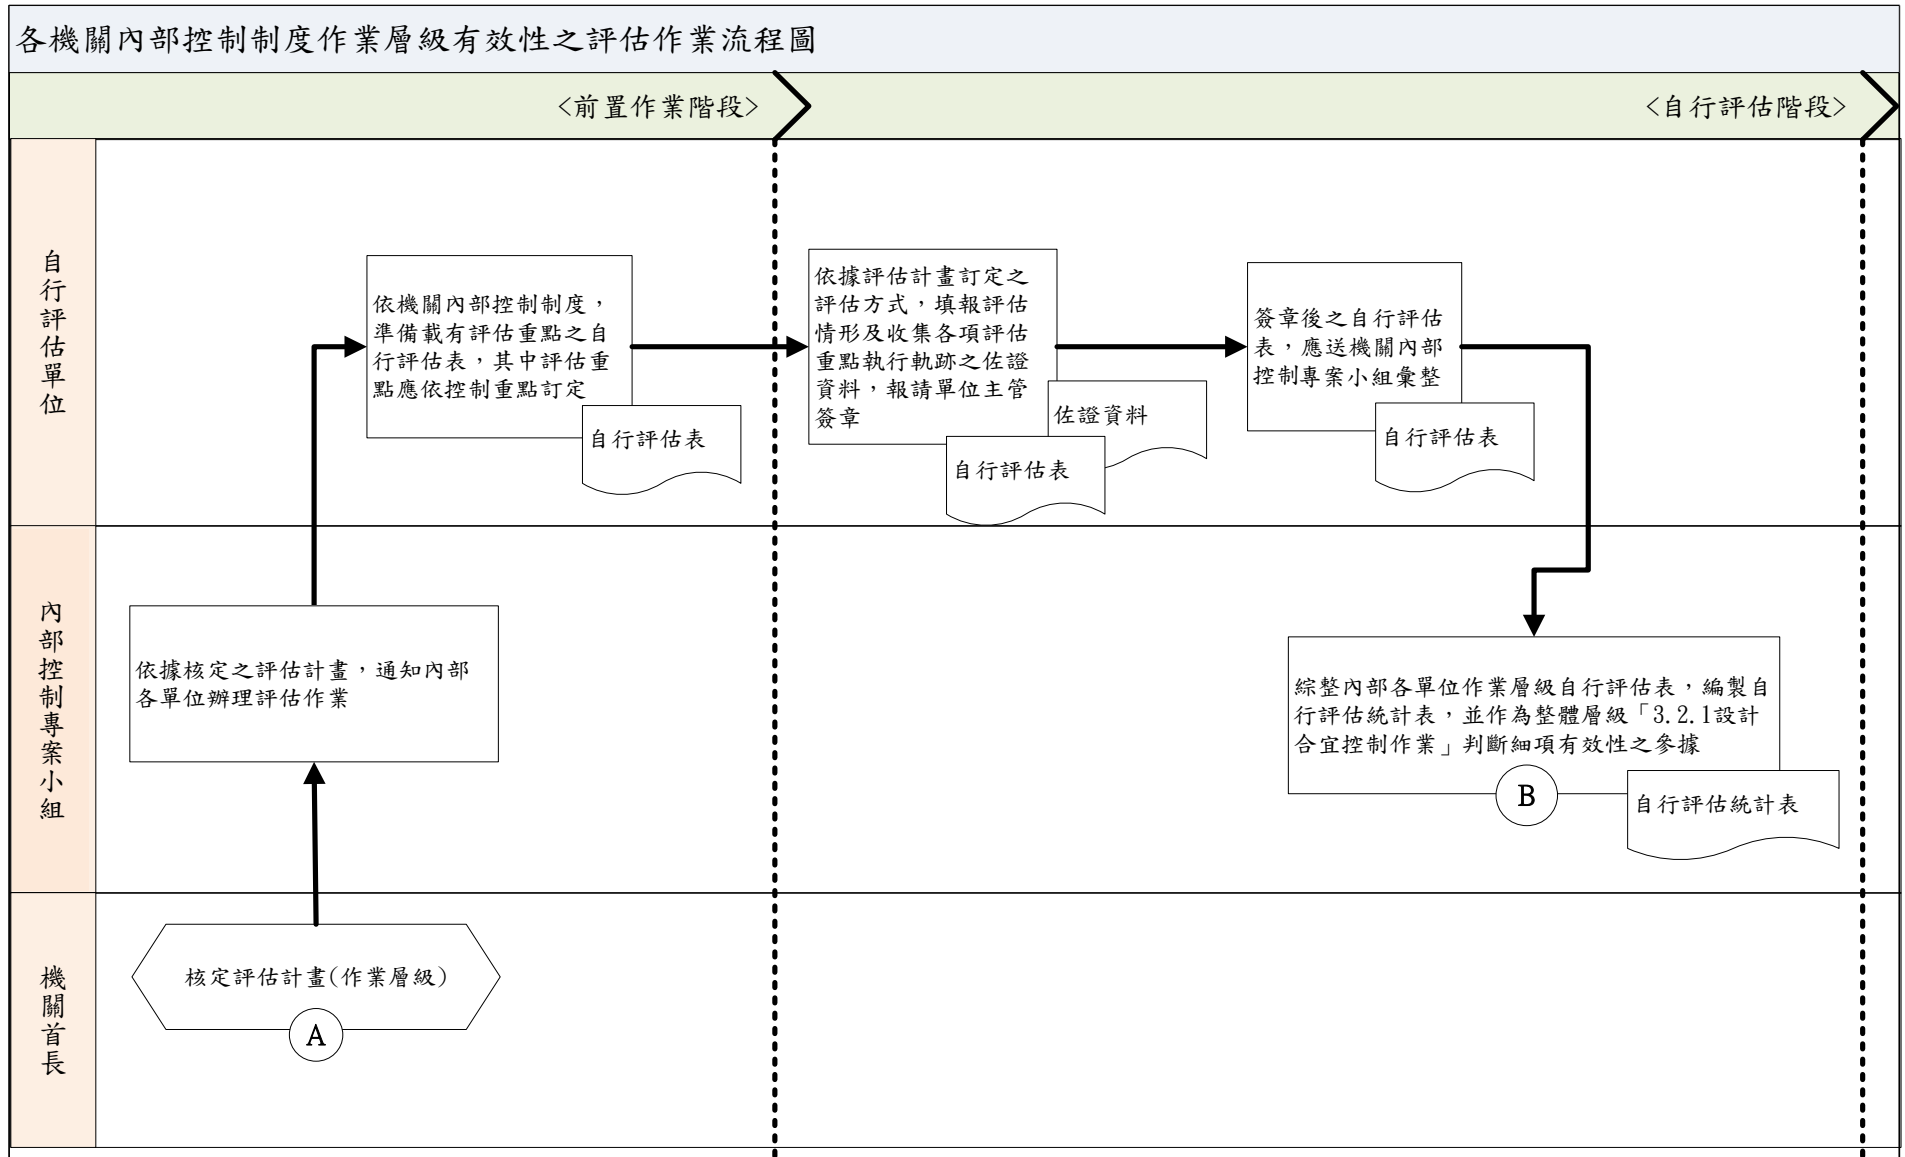 各機關內部控制制度作業層級有效性之評估作業流程圖
<前置作業階段>
<自行評估階段>
自行評估單位
依機關內部控制制度，
準備載有評估重點之自
行評估表，其中評估重
點應依控制重點訂定
自行評估表
依據評估計畫訂定之
評估方式，填報評估
情形及收集各項評估
重點執行軌跡之佐證
資料，報請單位主管
簽章
佐證資料
自行評估表
簽章後之自行評估
表，應送機關內部
控制專案小組彙整
自行評估表
內部控制專案小組
依據核定之評估計畫，通知內部
各單位辦理評估作業
綜整內部各單位作業層級自行評估表，編製自
行評估統計表，並作為整體層級「3.2.1設計
合宜控制作業」判斷細項有效性之參據
B
自行評估統計表
機關首長
核定評估計畫(作業層級)
A